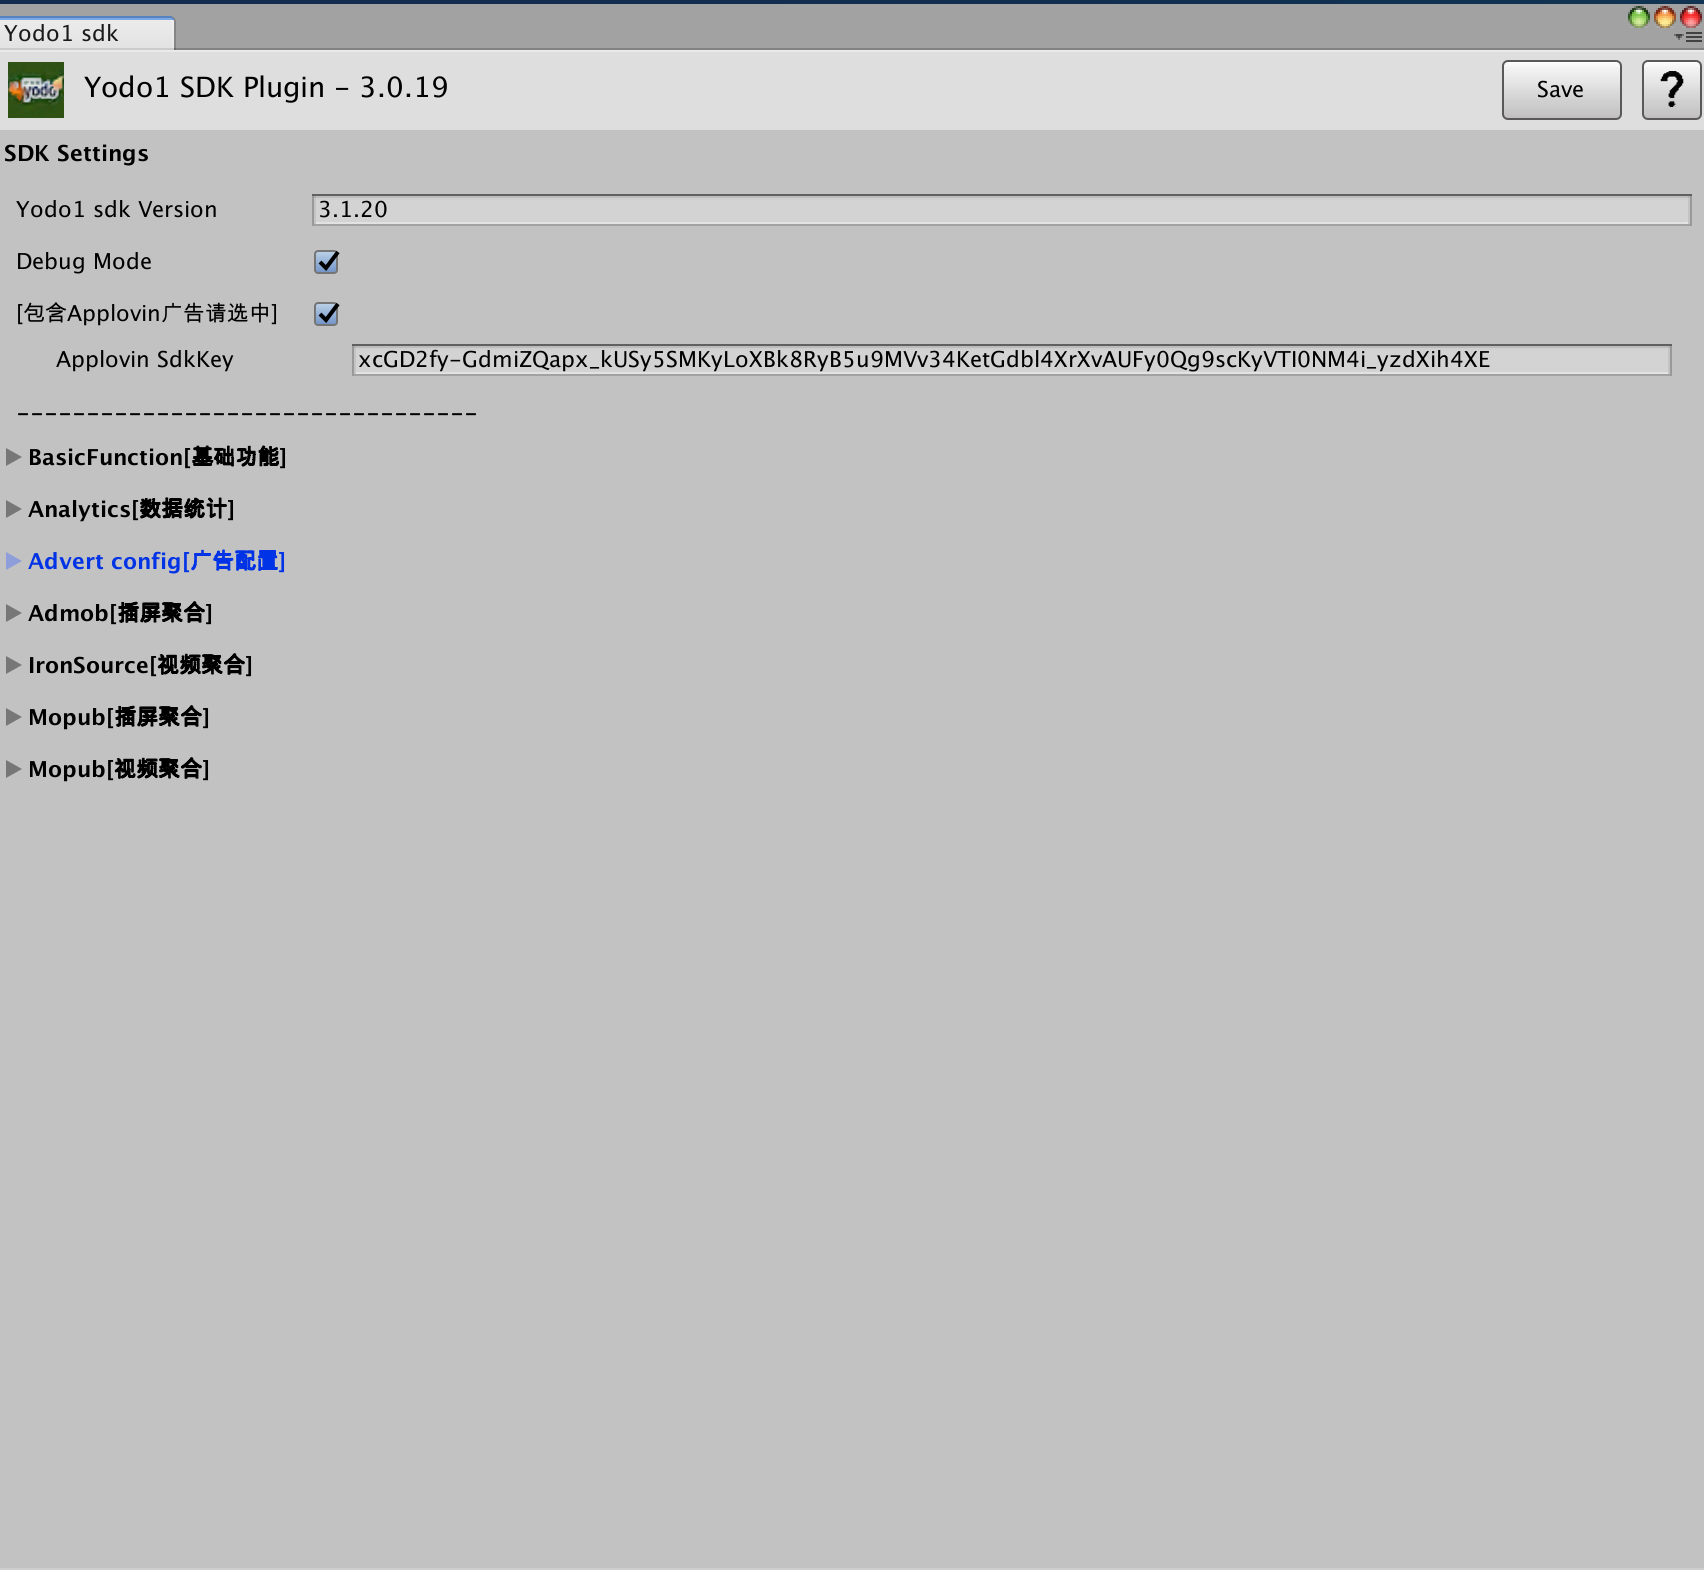 Yodo1 sdk
yodo
Yodo1 SDK Plugin - 3.0.19
Save
?
SDK Settings
Yodo1 sdk Version
3.1.20
Debug Mode
[包含Applovin广告请选中]
Applovin SdkKey
xcGD2fy-GdmiZQapx_kUSy5SMKyLoXBk8RyB5u9MVv34KetGdbl4XrXvAUFy0Qg9scKyVTI0NM4i_yzdXih4XE
---------------------------------
BasicFunction[基础功能]
Analytics[数据统计]
Advert config[广告配置]
Admob[插屏聚合]
IronSource[视频聚合]
Mopub[插屏聚合]
Mopub[视频聚合]